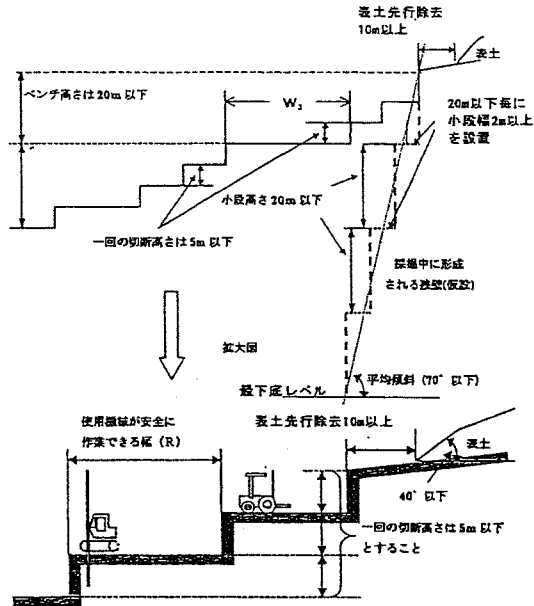 表土先行除去
10m以上
表土
ベンチ高さは20m以下
W₂
20m以下長に
小段幅2m以上
を設置
小段高さ20m以下
一回の切断高さは5m以下
採掘中に形成
される残壁(仮設)
拡大図
平均傾斜(70°以下)
最下底レベル
使用機械が安全に
作業できる幅(R)
表土先行除去10m以上
表土
40°以下
一回の切断高さは5m以下
とすること